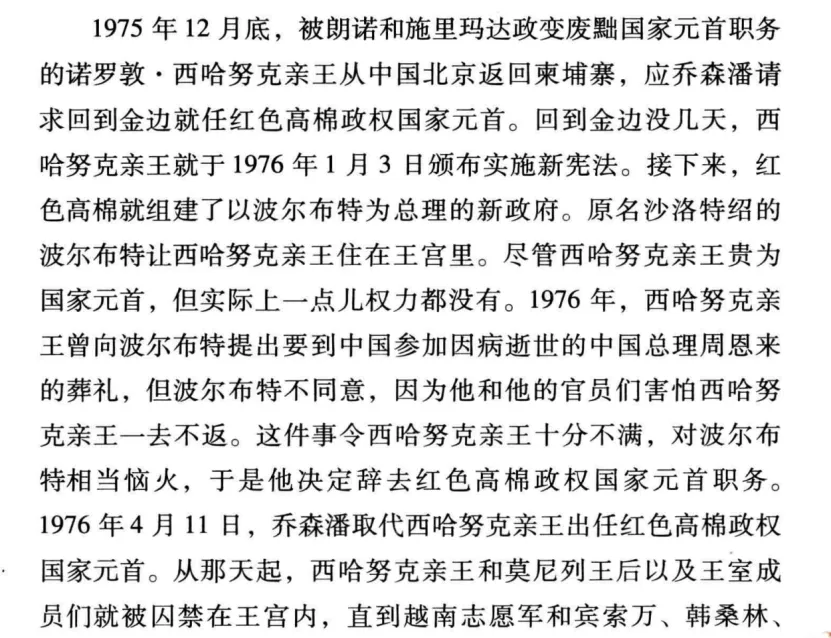 1975 年 12 月底，被朗诺和施里玛达政变废黜国家元首职务
的诺罗敦·西哈努克亲王从中国北京返回柬埔寨，应乔森潘请
求回到金边就任红色高棉政权国家元首。回到金边没几天，西
哈努克亲王就于 1976 年 1 月 3 日颁布实施新宪法。接下来，红
色高棉就组建了以波尔布特为总理的新政府。原名沙洛特绍的
波尔布特让西哈努克亲王住在王宫里。尽管西哈努克亲王贵为
国家元首，但实际上一点儿权力都没有。1976 年，西哈努克亲
王曾向波尔布特提出要到中国参加因病逝世的中国总理周恩来
的葬礼，但波尔布特不同意，因为他和他的官员们害怕西哈努
克亲王一去不返。这件事令西哈努克亲王十分不满，对波尔布
特相当恼火，于是他决定辞去红色高棉政权国家元首职务。
1976 年 4 月 11 日，乔森潘取代西哈努克亲王出任红色高棉政权
国家元首。从那天起，西哈努克亲王和莫尼列王后以及王室成
员们就被囚禁在王宫内，直到越南志愿军和宾索万、韩桑林、